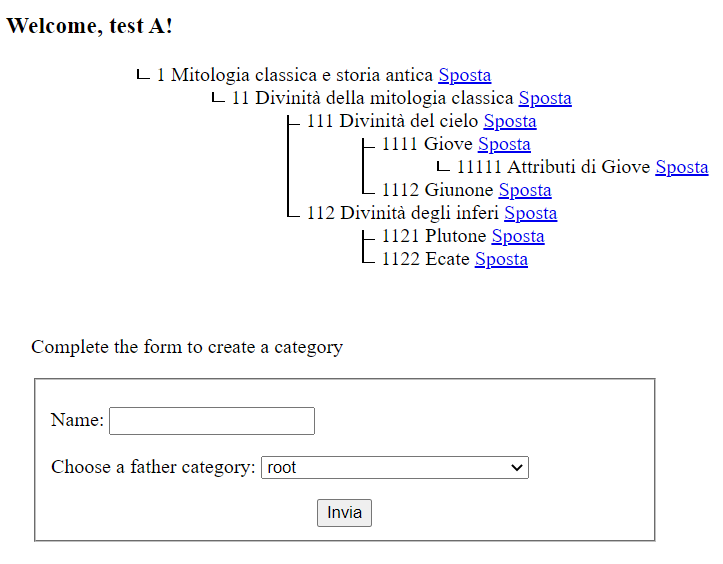 Welcome, test A!
1 Mitologia classica e storia antica Sposta
11 Divinità della mitologia classica Sposta
111 Divinità del cielo Sposta
1111 Giove Sposta
11111 Attributi di Giove Sposta
1112 Giunone Sposta
112 Divinità degli inferi Sposta
1121 Plutone Sposta
1122 Ecate Sposta
Complete the form to create a category
Name:
Choose a father category: root
Invia